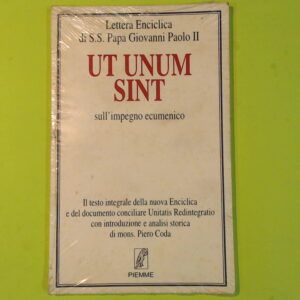 Lettera Enciclica
di S.S. Papa Giovanni Paolo II
UT UNUM
SINT
sull'impegno ecumenico
Il testo integrale della nuova Enciclica
e del documento conciliare Unitatis Redintegratio
con introduzione e analisi storica
di mons. Piero Coda
PIEMME